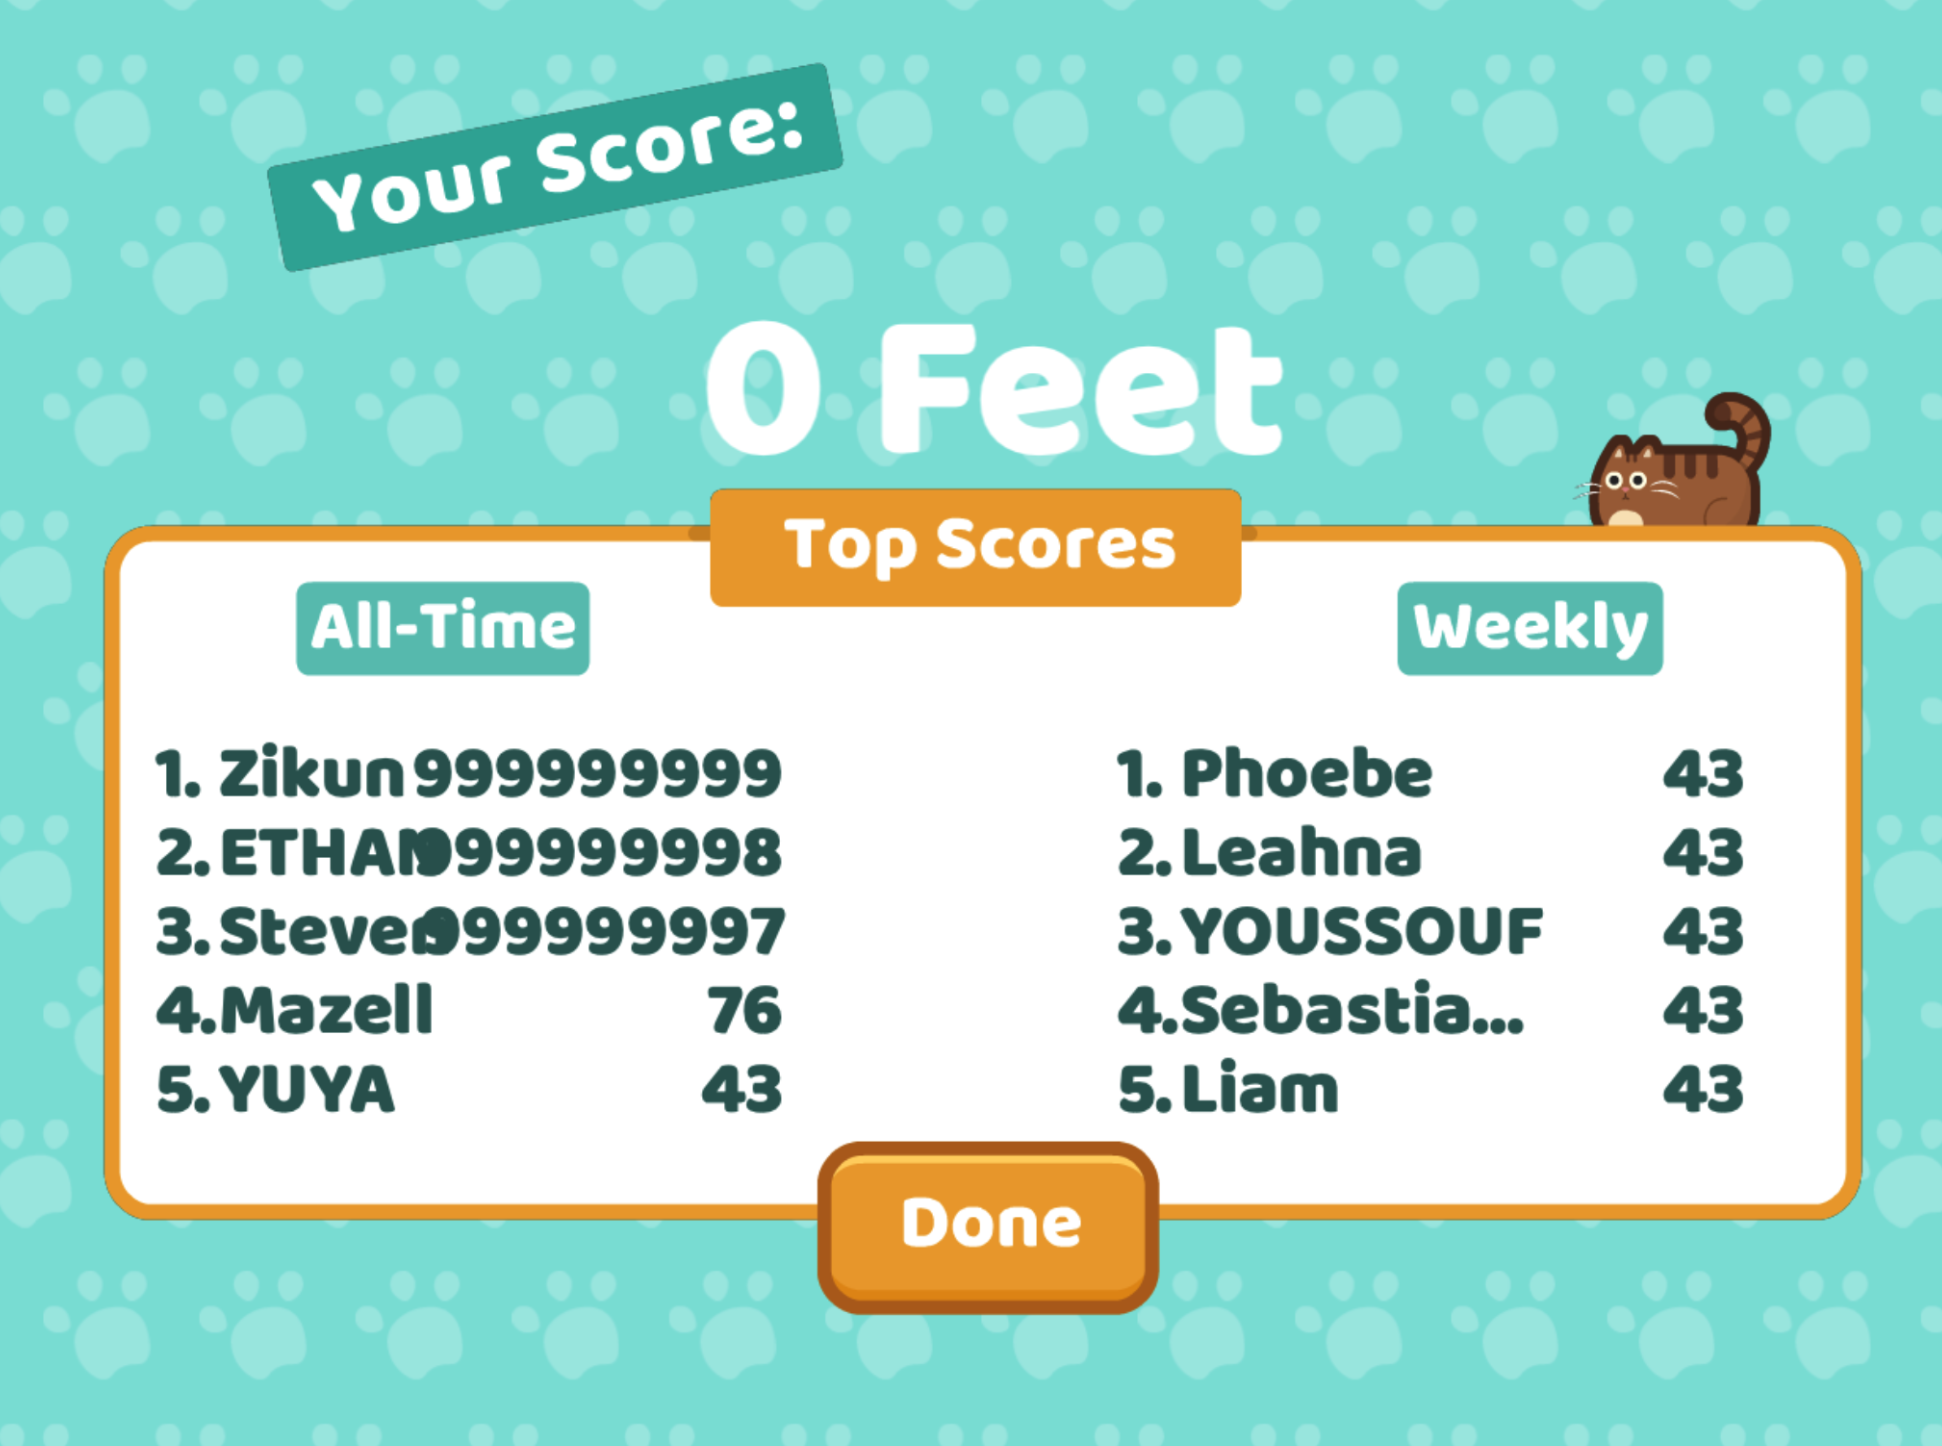 Your Score:
0 Feet
Top Scores
All-Time
1. Zikun 999999999
2. ETHAN 999999998
3. Steven 999999997
4. Mazell 76
5. YUYA 43
Weekly
1. Phoebe 43
2. Leahna 43
3. YOUSSOUF 43
4. Sebastia... 43
5. Liam 43
Done